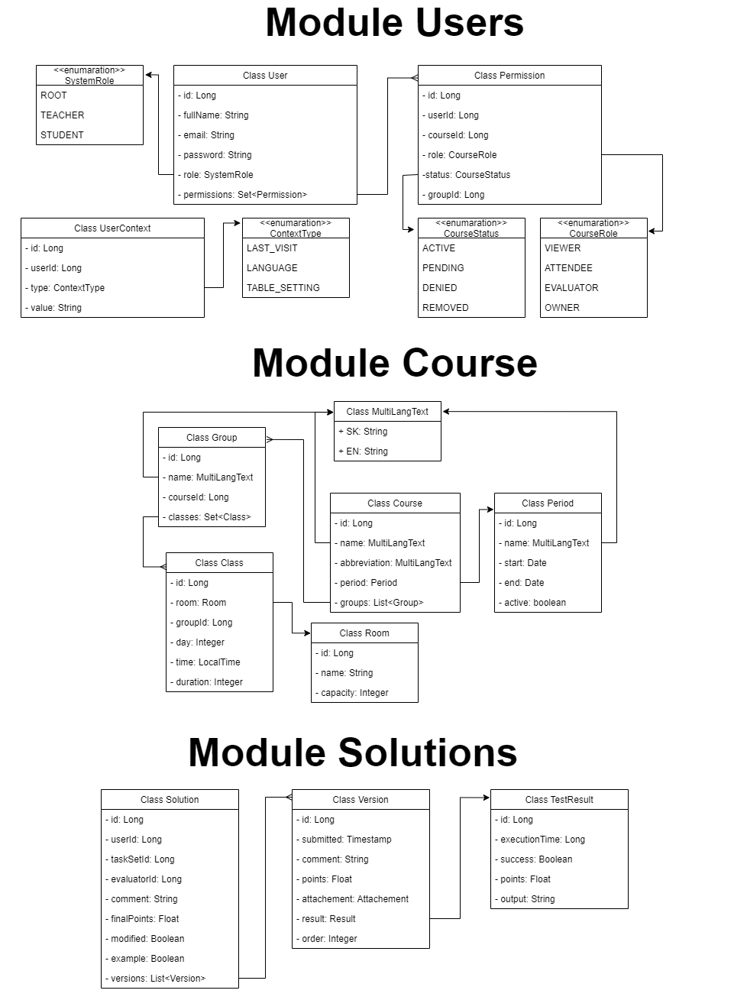 Module Users
<<enumaration>>
SystemRole
ROOT
TEACHER
STUDENT
Class User
- id: Long
- fullName: String
- email: String
- password: String
- role: SystemRole
- permissions: Set<Permission>
Class Permission
- id: Long
- userId: Long
- courseId: Long
- role: CourseRole
-status: CourseStatus
- groupId: Long
Class UserContext
- id: Long
- userId: Long
- type: ContextType
- value: String
<<enumaration>>
ContextType
LAST_VISIT
LANGUAGE
TABLE_SETTING
<<enumaration>>
CourseStatus
ACTIVE
PENDING
DENIED
REMOVED
<<enumaration>>
CourseRole
VIEWER
ATTENDEE
EVALUATOR
OWNER
Module Course
Class MultiLangText
+ SK: String
+ EN: String
Class Group
- id: Long
- name: MultiLangText
- courseId: Long
- classes: Set<Class>
Class Course
- id: Long
- name: MultiLangText
- abbreviation: MultiLangText
- period: Period
- groups: List<Group>
Class Period
- id: Long
- name: MultiLangText
- start: Date
- end: Date
- active: boolean
Class Class
- id: Long
- room: Room
- groupId: Long
- day: Integer
- time: LocalTime
- duration: Integer
Class Room
- id: Long
- name: String
- capacity: Integer
Module Solutions
Class Solution
- id: Long
- userId: Long
- taskSetId: Long
- evaluatorId: Long
- comment: String
- finalPoints: Float
- modified: Boolean
- example: Boolean
- versions: List<Version>
Class Version
- id: Long
- submitted: Timestamp
- comment: String
- points: Float
- attachement: Attachement
- result: Result
- order: Integer
Class TestResult
- id: Long
- executionTime: Long
- success: Boolean
- points: Float
- output: String